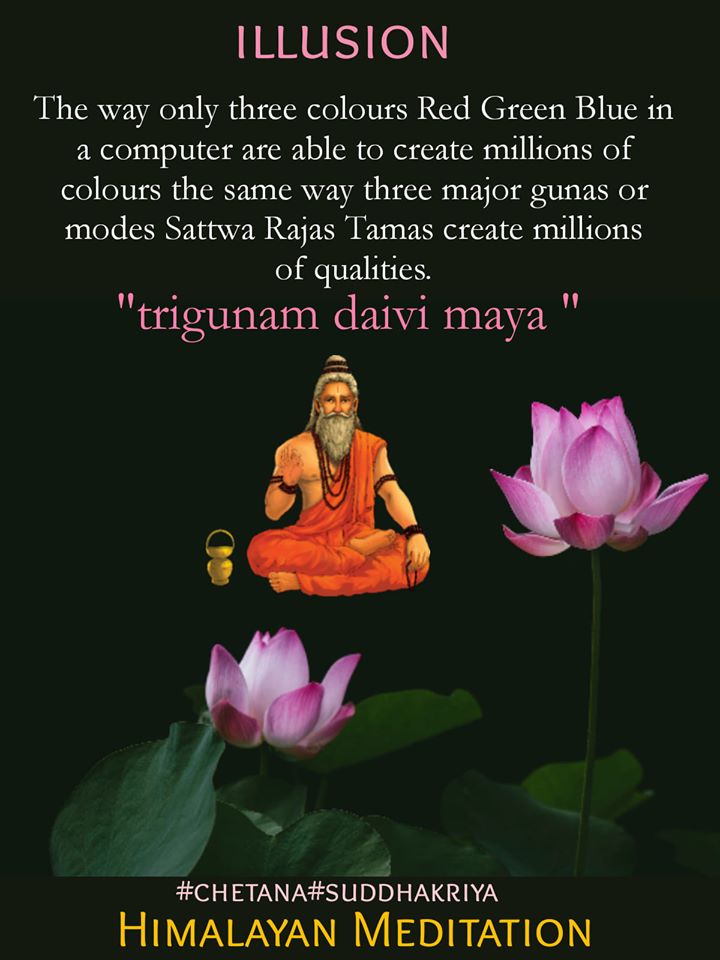 ILLUSION
The way only three colours Red Green Blue in
a computer are able to create millions of
colours the same way three major gunas or
modes Sattwa Rajas Tamas create millions
of qualities.
"trigunam daivi maya "
#CHETANA#SUDDHAKRIYA
HIMALAYAN MEDITATION